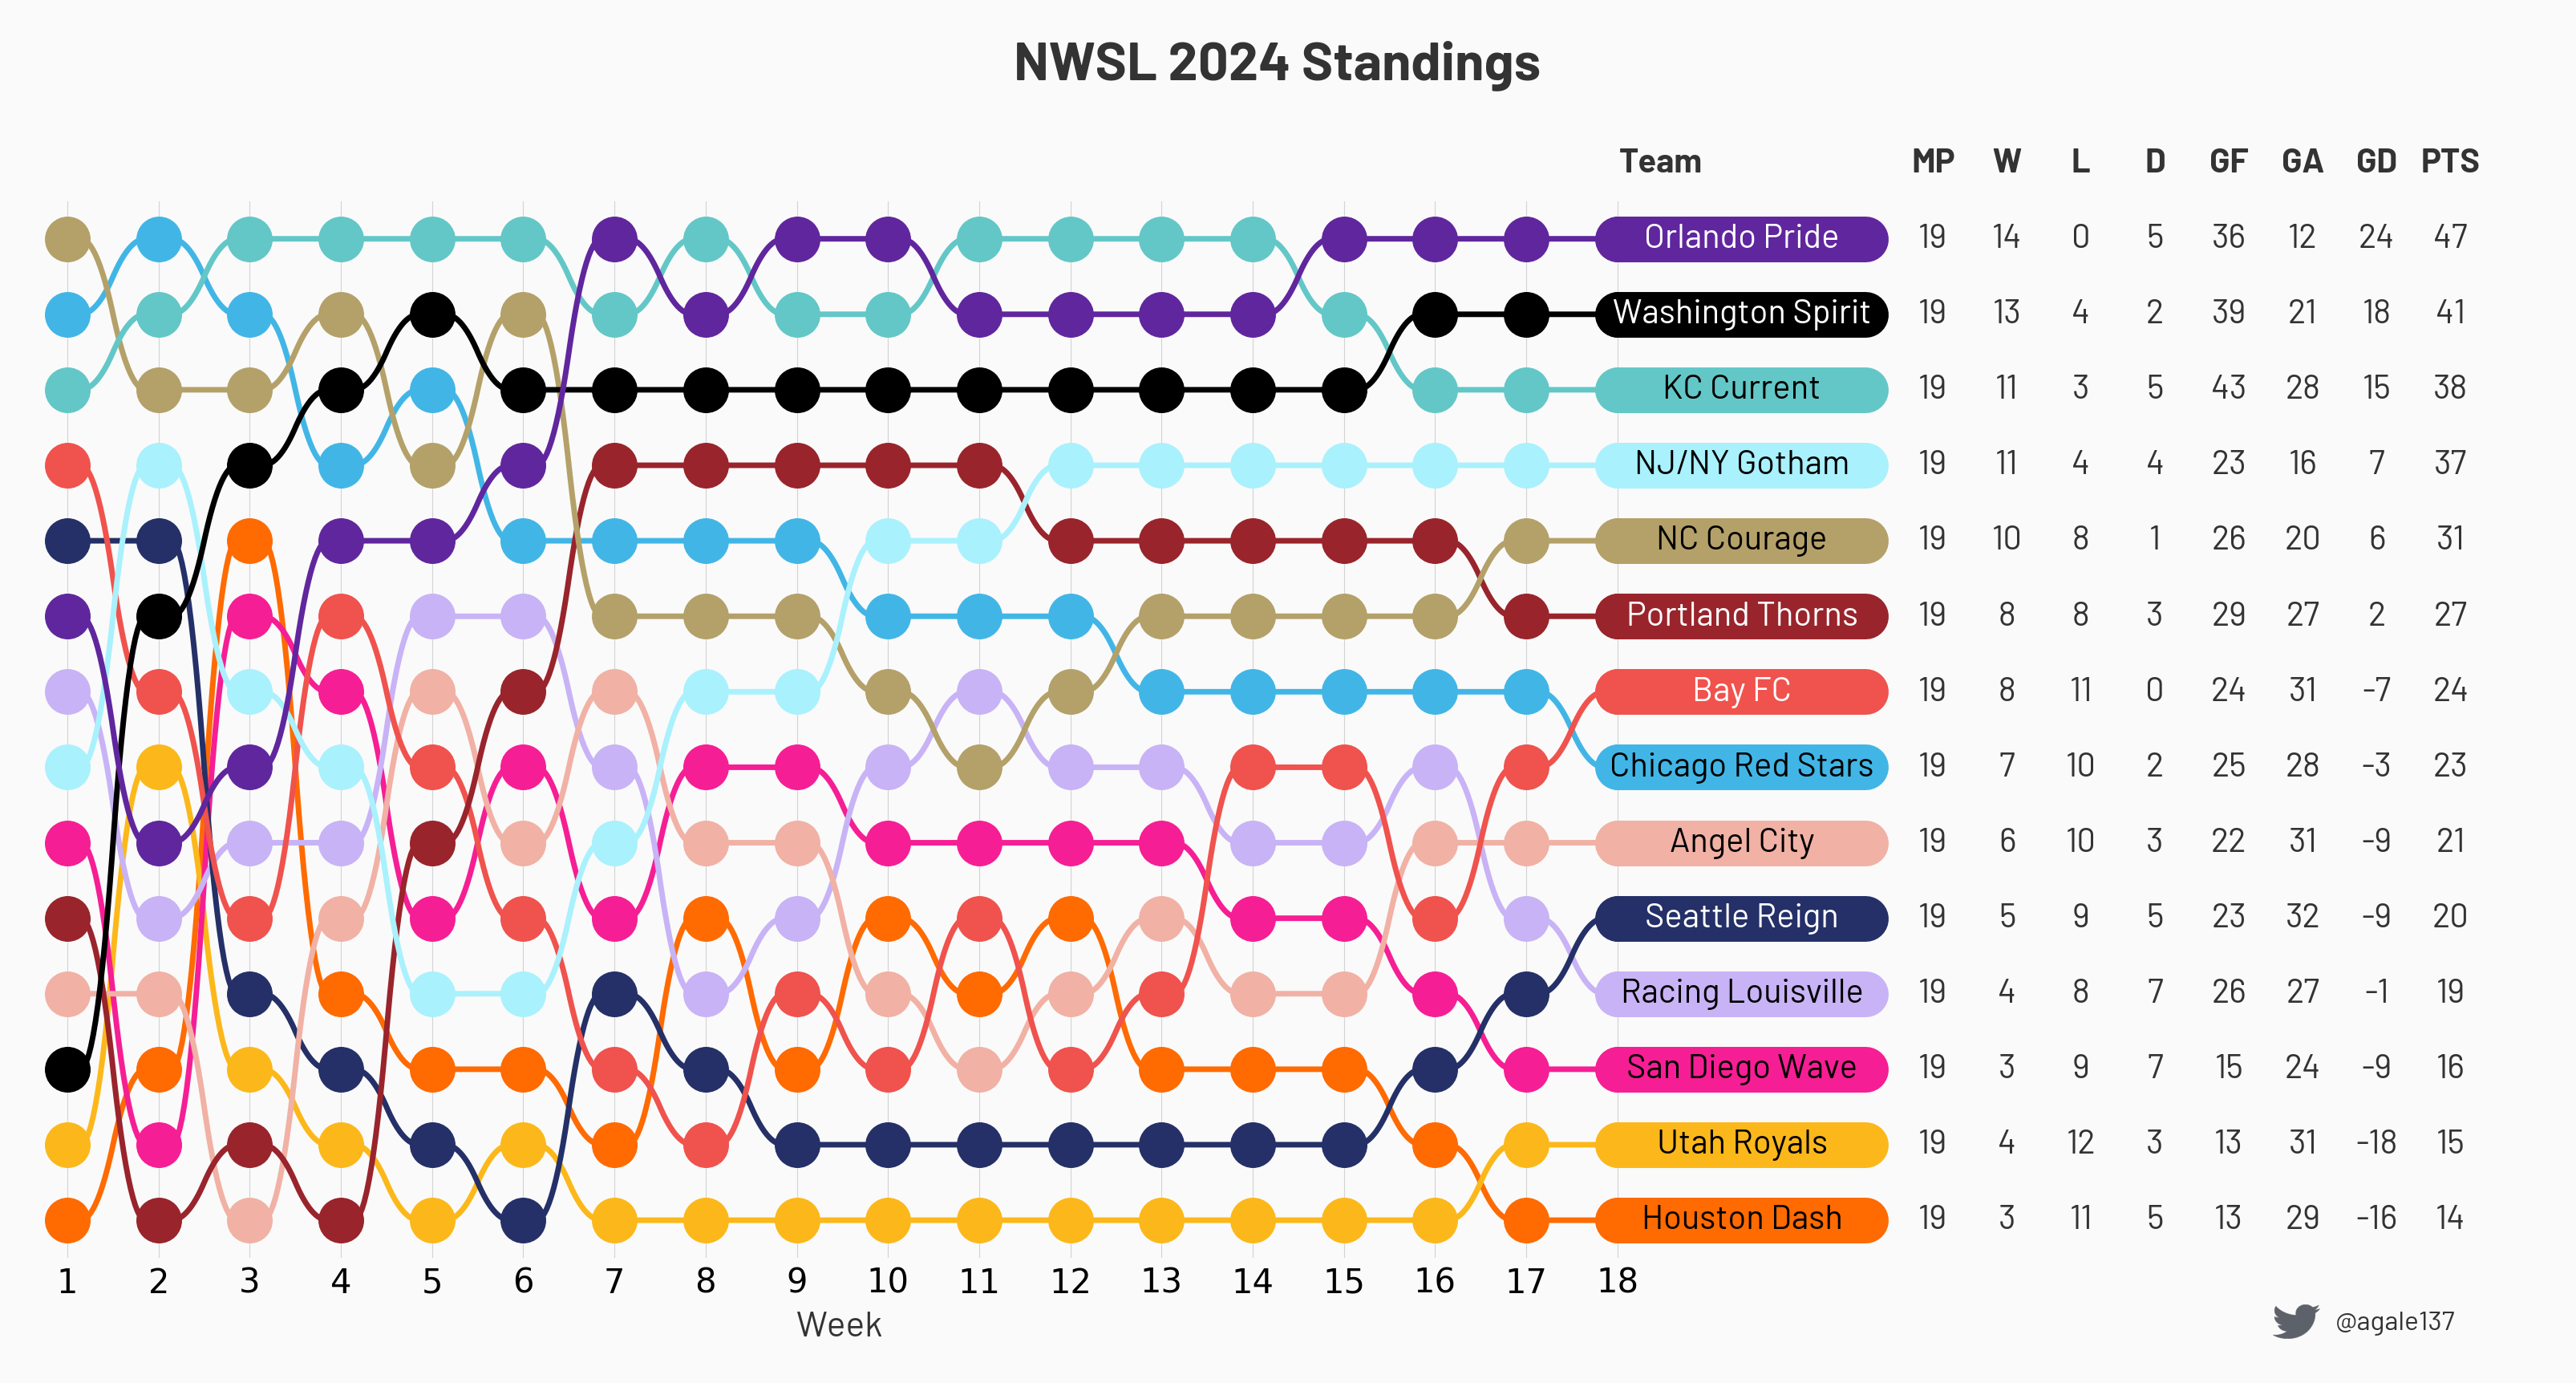 NWSL 2024 Standings
Team MP W L D GF GA GD PTS
Orlando Pride 19 14 0 5 36 12 24 47
Washington Spirit 19 13 4 2 39 21 18 41
KC Current 19 11 3 5 43 28 15 38
NJ/NY Gotham 19 11 4 4 23 16 7 37
NC Courage 19 10 8 1 26 20 6 31
Portland Thorns 19 8 8 3 29 27 2 27
Bay FC 19 8 11 0 24 31 -7 24
Chicago Red Stars 19 7 10 2 25 28 -3 23
Angel City 19 6 10 3 22 31 -9 21
Seattle Reign 19 5 9 5 23 32 -9 20
Racing Louisville 19 4 8 7 26 27 -1 19
San Diego Wave 19 3 9 7 15 24 -9 16
Utah Royals 19 4 12 3 13 31 -18 15
Houston Dash 19 3 11 5 13 29 -16 14
1 2 3 4 5 6 7 8 9 10 11 12 13 14 15 16 17 18
Week
@agale137